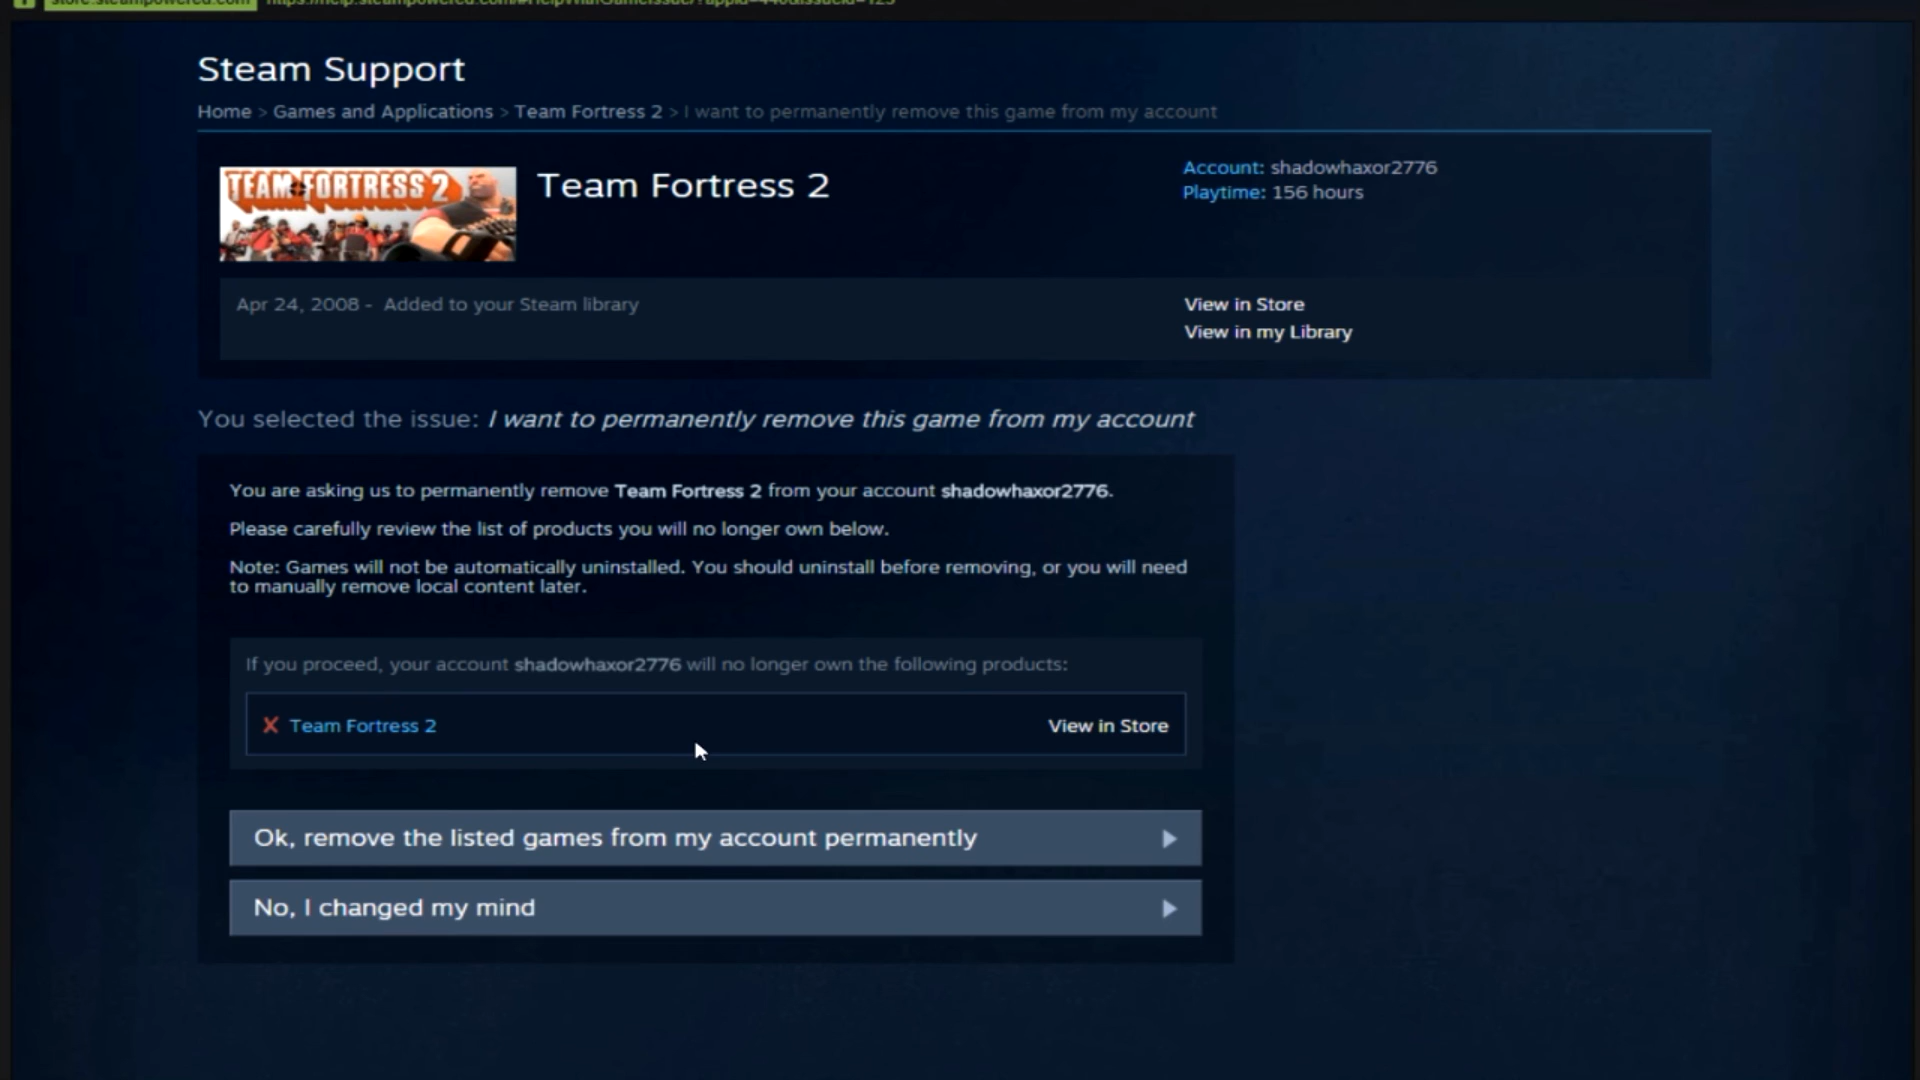 store.steampowered.com
Steam Support
Home > Games and Applications > Team Fortress 2 > I want to permanently remove this game from my account
TEAM FORTRESS 2
Team Fortress 2
Account: shadowhaxor2776
Playtime: 156 hours
Apr 24, 2008 - Added to your Steam library
View in Store
View in my Library
You selected the issue: I want to permanently remove this game from my account
You are asking us to permanently remove Team Fortress 2 from your account shadowhaxor2776.
Please carefully review the list of products you will no longer own below.
Note: Games will not be automatically uninstalled. You should uninstall before removing, or you will need
to manually remove local content later.
If you proceed, your account shadowhaxor2776 will no longer own the following products:
X Team Fortress 2 View in Store
Ok, remove the listed games from my account permanently
No, I changed my mind